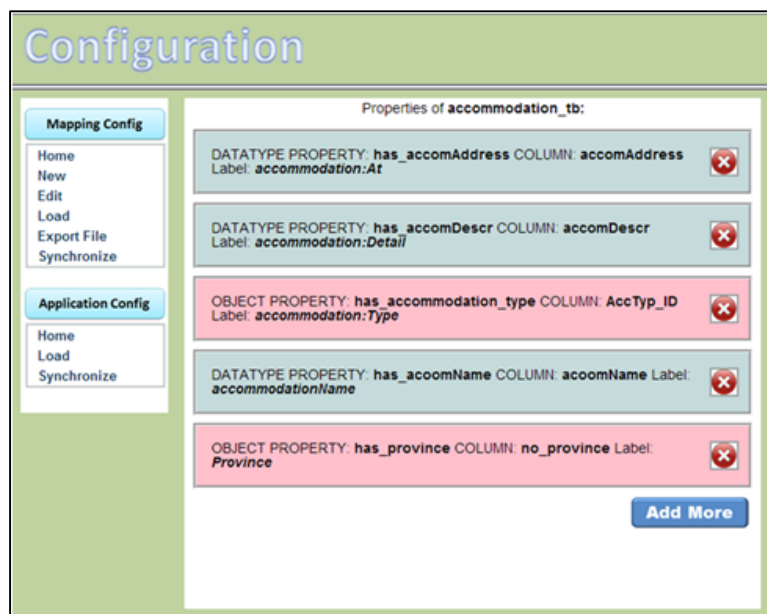 Configuration
Mapping Config
Home
New
Edit
Load
Export File
Synchronize
Application Config
Home
Load
Synchronize
Properties of accommodation_tb:
DATATYPE PROPERTY: has_accomAddress COLUMN: accomAddress
Label: accommodation:At
DATATYPE PROPERTY: has_accomDescr COLUMN: accomDescr
Label: accommodation:Detail
OBJECT PROPERTY: has_accommodation_type COLUMN: AccTyp_ID
Label: accommodation:Type
DATATYPE PROPERTY: has_acoomName COLUMN: acoomName Label:
accommodationName
OBJECT PROPERTY: has_province COLUMN: no_province Label:
Province
Add More